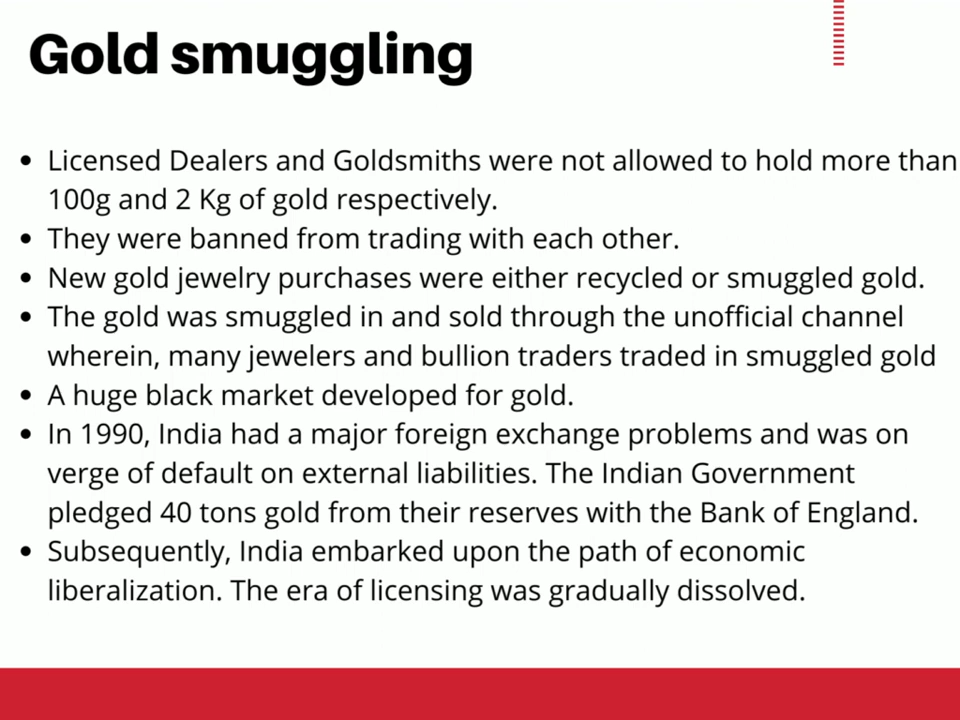 Gold smuggling
• Licensed Dealers and Goldsmiths were not allowed to hold more than
100g and 2 Kg of gold respectively.
• They were banned from trading with each other.
• New gold jewelry purchases were either recycled or smuggled gold.
• The gold was smuggled in and sold through the unofficial channel
wherein, many jewelers and bullion traders traded in smuggled gold
• A huge black market developed for gold.
• In 1990, India had a major foreign exchange problems and was on
verge of default on external liabilities. The Indian Government
pledged 40 tons gold from their reserves with the Bank of England.
• Subsequently, India embarked upon the path of economic
liberalization. The era of licensing was gradually dissolved.